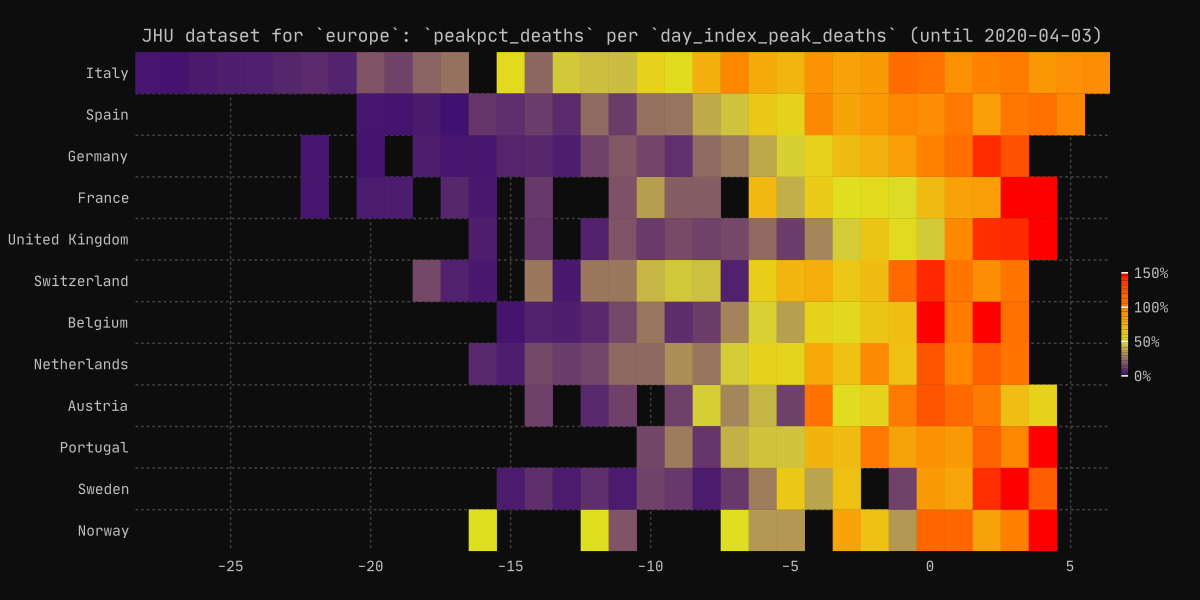 JHU dataset for `europe`: `peakpct_deaths` per `day_index_peak_deaths` (until 2020-04-03)
Italy
Spain
Germany
France
United Kingdom
Switzerland
Belgium
Netherlands
Austria
Portugal
Sweden
Norway
150%
100%
50%
0%
−25 −20 −15 −10 −5 0 5